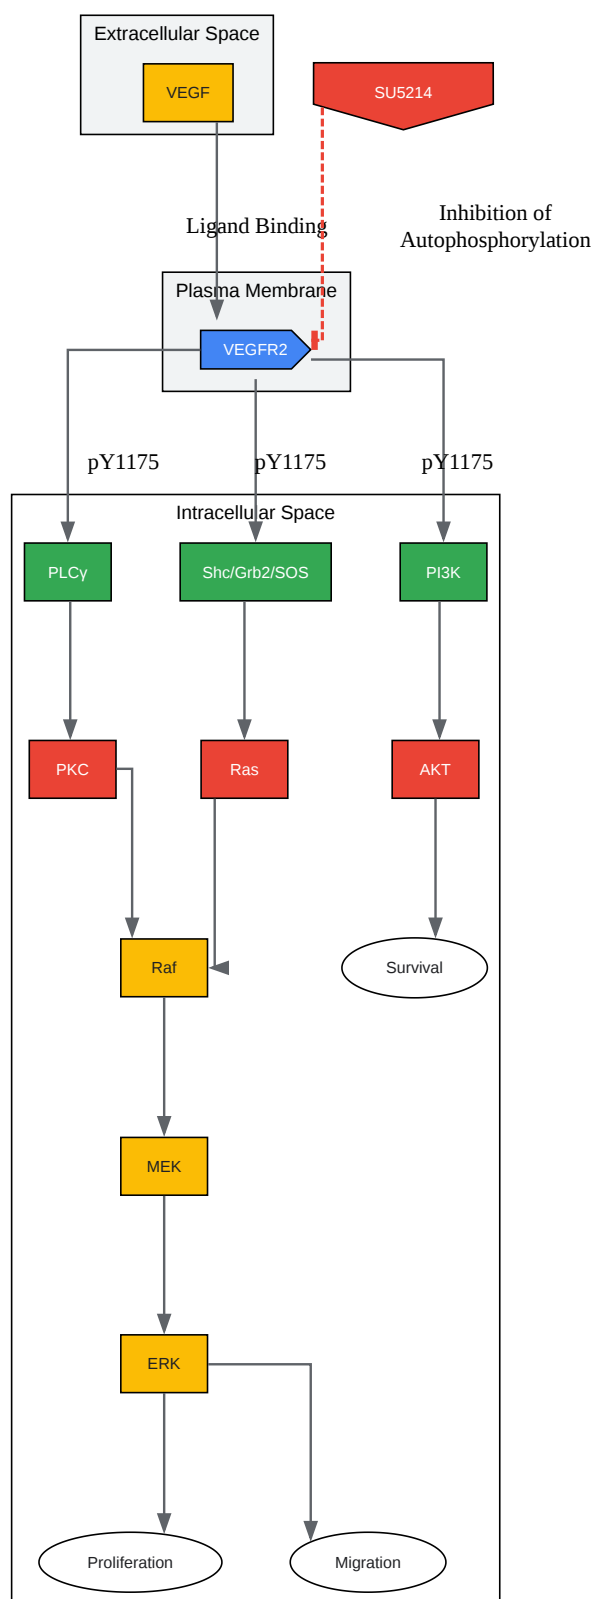 Extracellular Space
VEGF
SU5214
Ligand Binding
Inhibition of
Autophosphorylation
Plasma Membrane
VEGFR2
pY1175
pY1175
pY1175
Intracellular Space
PLCγ
Shc/Grb2/SOS
PI3K
PKC
Ras
AKT
Raf
Survival
MEK
ERK
Proliferation
Migration